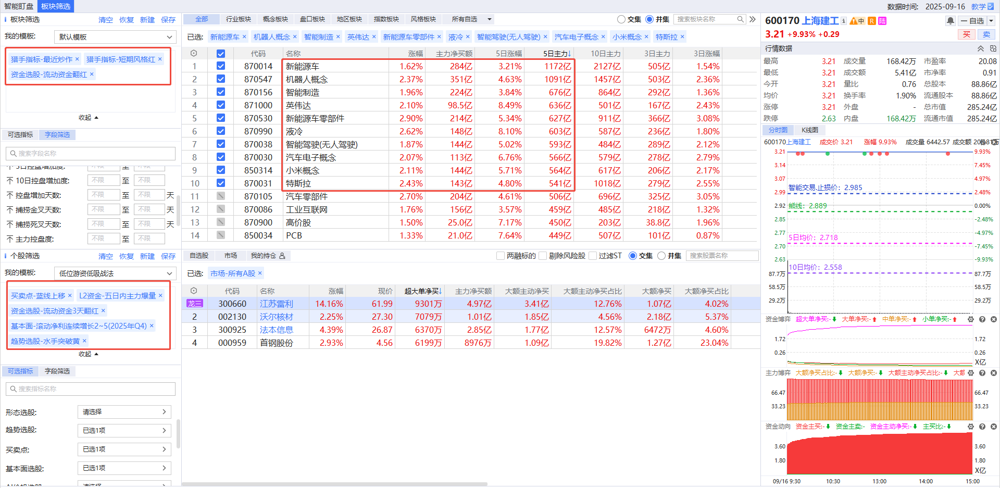 智能盯盘 板块筛选 数据时间: 2025-09-16 教学
板块筛选 清空 恢复 新建 保存
我的模板: 默认模板
猎手指标-最近炒作 × 猎手指标-短期风格红 ×
资金选股-流动资金翻红 ×
收起
可选指标 字段筛选
搜索字段名称
个 5日控盘增加度: 不限 至 不限
个 10日控盘增加度: 不限 至 不限
个 控盘增加天数: 不限 至 不限 天
个 捕捞金叉天数: 不限 至 不限 天
个 捕捞死叉天数: 不限 至 不限 天
个 主力控盘度: 不限 至 不限
个股筛选 清空 恢复 新建 保存
我的模板: 低位游资低吸战法
买卖点-蓝线上移 × L2资金-五日内主力爆量 ×
资金选股-流动资金3天翻红 ×
基本面-滚动净利连续增长2~5(2025年Q4) ×
趋势选股-水手突破黄 ×
收起
可选指标 字段筛选
搜索指标名称
形态选股: 请选择
趋势选股: 已选1项
买卖点: 已选1项
基本面选股: 已选1项
全部 行业板块 概念板块 盘口板块 地区板块 指数板块 风格板块 所有自选 交集 并集 搜索板块名称
已选: 新能源车 × 机器人概念 × 智能制造 × 英伟达 × 新能源车零部件 × 液冷 × 智能驾驶(无人驾驶) × 汽车电子概念 × 小米概念 × 特斯拉 ×
代码 名称 涨幅 主力净买额 5日涨幅 5日主力↓ 10日主力 3日主力 3日涨幅
1 870014 新能源车 1.62% 284亿 3.21% 1172亿 2127亿 505亿 1.54%
2 870547 机器人概念 2.37% 351亿 4.63% 1091亿 1457亿 503亿 2.36%
3 870156 智能制造 1.96% 224亿 3.84% 676亿 864亿 292亿 1.36%
4 871000 英伟达 2.10% 98.5亿 8.49% 636亿 501亿 167亿 2.43%
5 870530 新能源车零部件 2.90% 214亿 5.34% 627亿 911亿 366亿 3.08%
6 870990 液冷 2.62% 148亿 8.10% 603亿 587亿 236亿 1.80%
7 870038 智能驾驶(无人驾驶) 1.87% 144亿 5.02% 593亿 484亿 289亿 2.12%
8 870030 汽车电子概念 2.07% 113亿 6.76% 566亿 579亿 278亿 2.79%
9 850314 小米概念 2.11% 144亿 5.71% 564亿 617亿 206亿 2.17%
10 870031 特斯拉 2.43% 143亿 4.80% 541亿 1018亿 279亿 2.55%
11 870105 汽车零部件 2.70% 204亿 4.61% 506亿 696亿 325亿 3.05%
12 870086 工业互联网 1.76% 156亿 3.57% 459亿 485亿 218亿 1.32%
13 870900 高价股 1.50% 25.0亿 7.17% 450亿 203亿 38.8亿 1.96%
14 850034 PCB 1.33% 21.0亿 7.64% 449亿 507亿 101亿 0.87%
自选股 市场 我的持仓 两融标的 剔除风险股 过滤ST 交集 并集 搜索股票名称
已选: 市场-所有A股 ×
代码 名称 涨幅 现价 超大单净买↓ 主力净买额 大额主动净买 大额主动净买占比 大额净买 大额净买占比
龙三 300660 江苏雷利 14.16% 61.99 9301万 4.97亿 3.41亿 12.76% 1.07亿 4.02%
2 002130 沃尔核材 2.25% 27.30 7079万 1.01亿 1.85亿 4.56% 2.18亿 5.37%
3 300925 法本信息 4.39% 26.87 6370万 2.85亿 1.77亿 12.57% 6472万 4.60%
4 000959 首钢股份 2.93% 4.56 6199万 8976万 1.09亿 19.82% 1.27亿 23.04%
600170 上海建工 i 中 R 陆 自选
3.21 +9.93% +0.29 买 卖
行情数据
最高 3.21 成交量 168.42万 市盈率 20.08
最低 3.21 成交额 5.41亿 市净率 0.91
今开 3.21 量比 0.76 总股本 88.86亿
均价 3.21 换手率 1.90% 流通股本 88.86亿
涨停 3.21 外盘 - 总市值 285.24亿
跌停 2.63 内盘 168.42万 流通市值 285.24亿
分时图 K线图
600170上海建工 成交价 3.21 涨幅 9.93% 成交量 6442.57 成交额
3.21 9.93%
3.14 7.45%
3.07 4.97%
智能交易.止损价: 2.985
2.99 2.48%
2.92 熊线: 2.889 0.00%
2.85 -2.48%
2.77 -4.97%
5日均价: 2.718
2.70 -7.45%
2.63 -9.93%
10日均价: 2.558
87.7万 87.7万
58.5万 58.5万
29.2万 29.2万
资金博弈 超大单净买:-↓ 大单净买:-↑ 中单净买:-↑ 小单净买:-↑
1.72 1.72
0.26 0.26
X亿
主力博弈 大额净买占比:-↓ 大额净买:-↓ 大额主动净买占比:-↓ 大额
66.47 66.47
33.23 33.23
资金动向 资金主买:-↓ 资金主卖:- 资金主动净买:-↓ 主买比:-↓
3.60 3.60
1.80 1.80
X亿
09/16 9:30 10:30 13:00 14:00 15:00